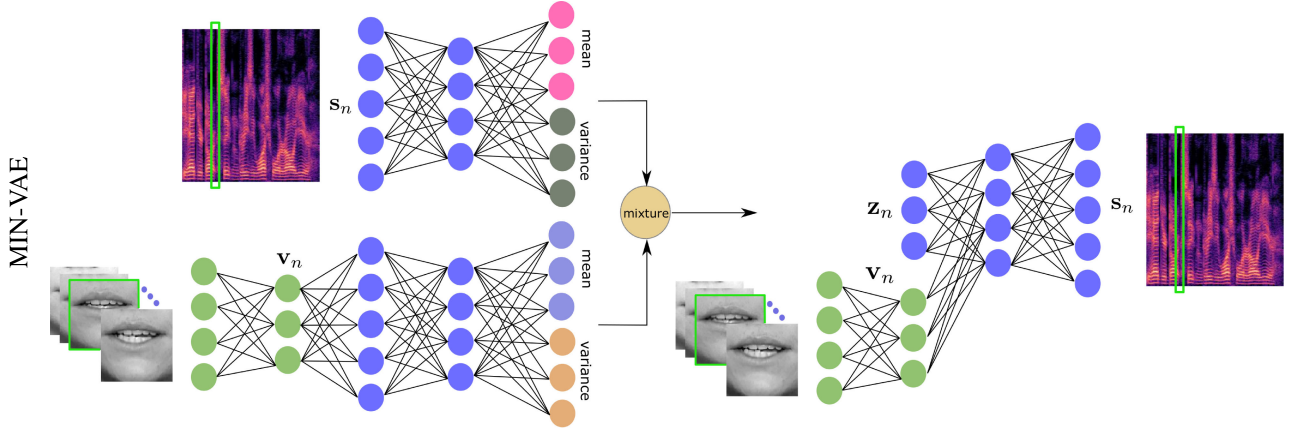 MIN-VAE
s_n
mean
variance
v_n
mean
variance
mixture
z_n
v_n
s_n